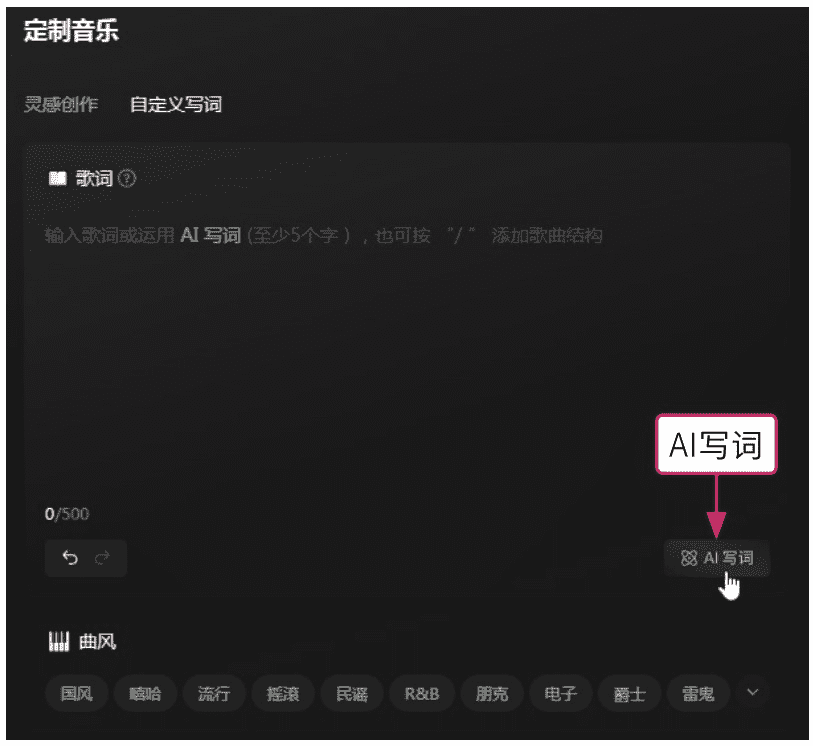 定制音乐
灵感创作 自定义写词
歌词 ?
输入歌词或运用 AI 写词 (至少5个字 ) ，也可按 “/ ” 添加歌曲结构
AI写词
0/500
AI 写词
曲风
国风 嘻哈 流行 摇滚 民谣 R&B 朋克 电子 爵士 雷鬼